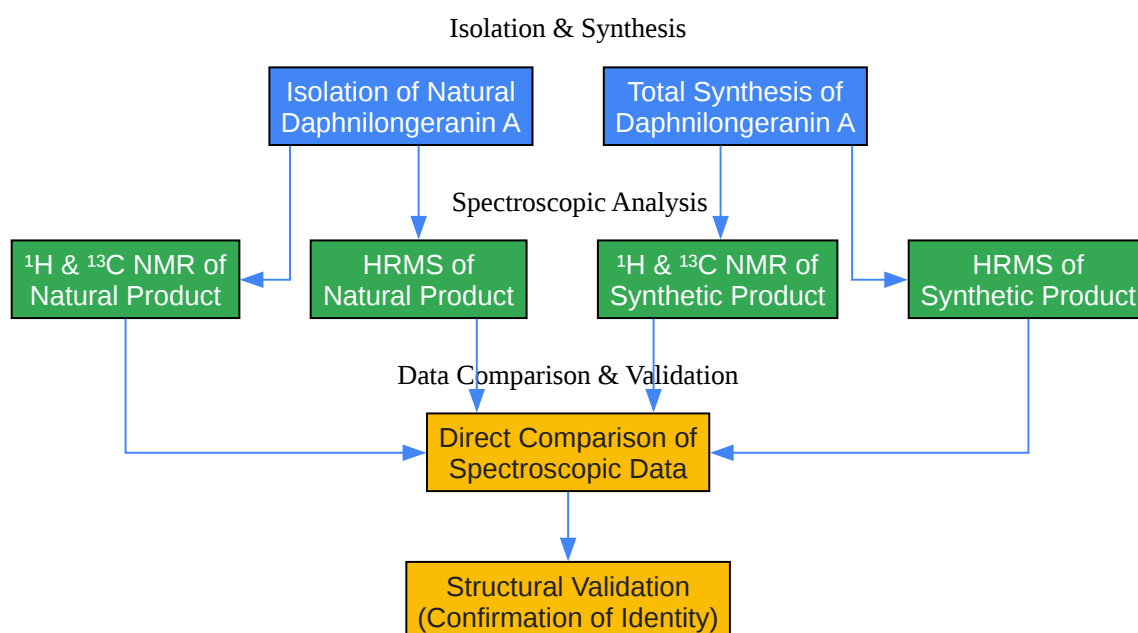 Isolation & Synthesis
Isolation of Natural
Daphnilongeranin A
Total Synthesis of
Daphnilongeranin A
Spectroscopic Analysis
¹H & ¹³C NMR of
Natural Product
HRMS of
Natural Product
¹H & ¹³C NMR of
Synthetic Product
HRMS of
Synthetic Product
Data Comparison & Validation
Direct Comparison of
Spectroscopic Data
Structural Validation
(Confirmation of Identity)